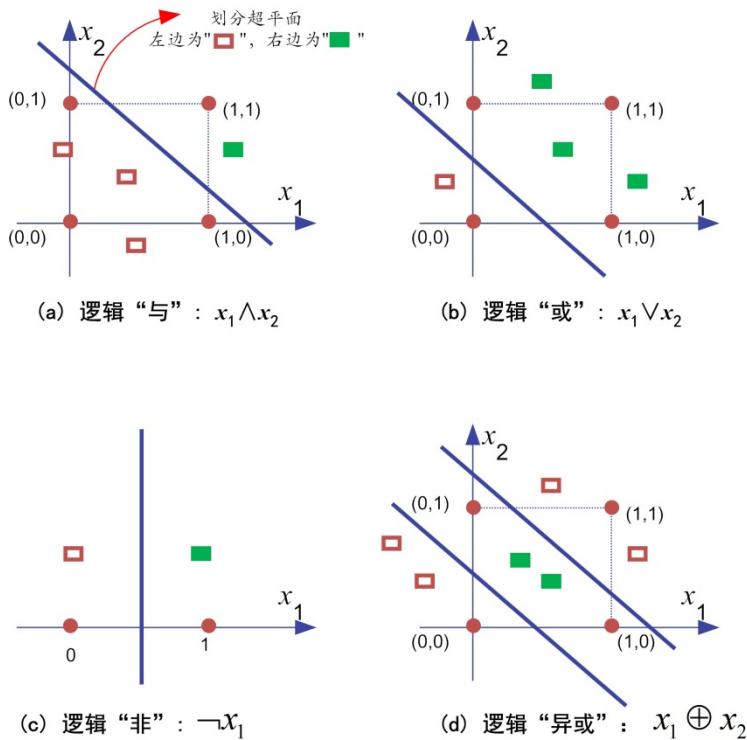 划分超平面
左边为"□", 右边为"■"
x2
(0,1)
(1,1)
x1
(0,0)
(1,0)
(a) 逻辑“与”: x1∧x2
x2
(0,1)
(1,1)
x1
(0,0)
(1,0)
(b) 逻辑“或”: x1∨x2
x1
0
1
(c) 逻辑“非”: ¬x1
x2
(0,1)
(1,1)
x1
(0,0)
(1,0)
(d) 逻辑“异或”: x1 ⊕ x2